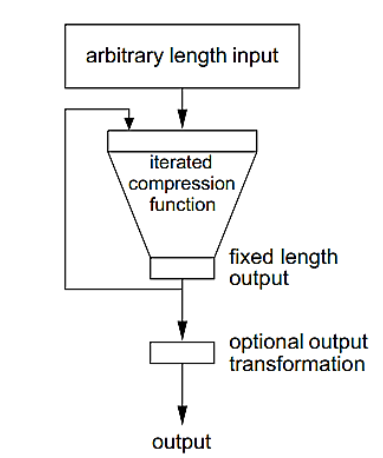 arbitrary length input
iterated
compression
function
fixed length
output
optional output
transformation
output